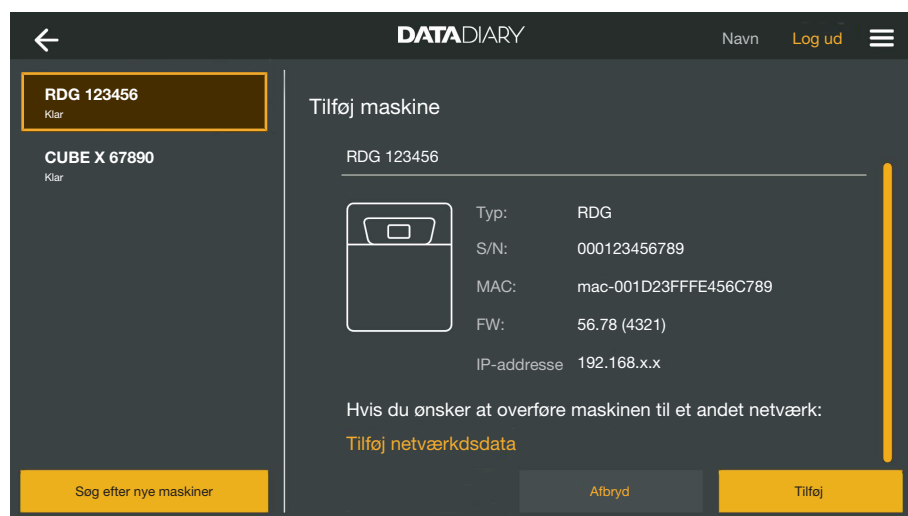 DATADIARY
Navn
Log ud
RDG 123456
Klar
CUBE X 67890
Klar
Søg efter nye maskiner
Tilføj maskine
RDG 123456
Typ: RDG
S/N: 000123456789
MAC: mac-001D23FFFE456C789
FW: 56.78 (4321)
IP-addresse 192.168.x.x
Hvis du ønsker at overføre maskinen til et andet netværk:
Tilføj netværkdsdata
Afbryd
Tilføj